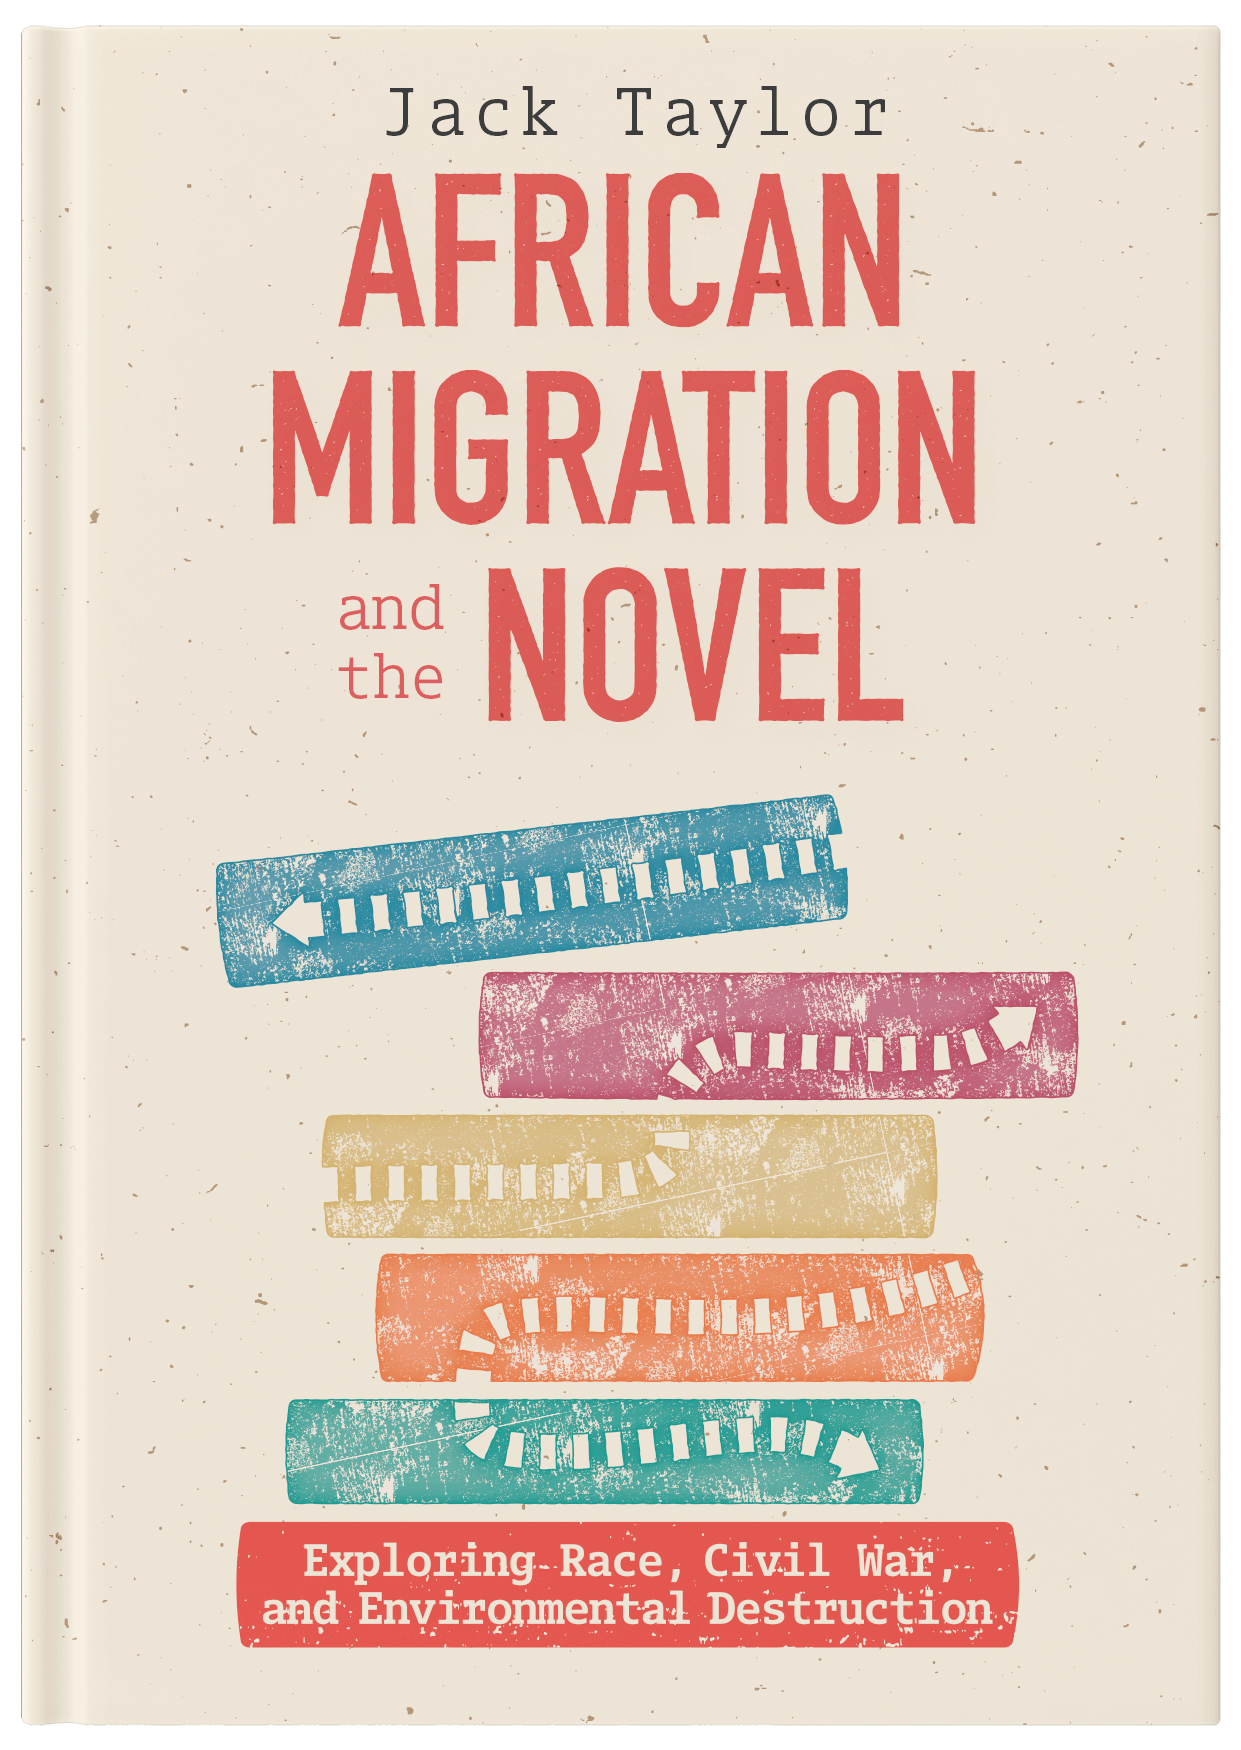 Jack Taylor
AFRICAN
MIGRATION
and
the
NOVEL
Exploring Race, Civil War,
and Environmental Destruction